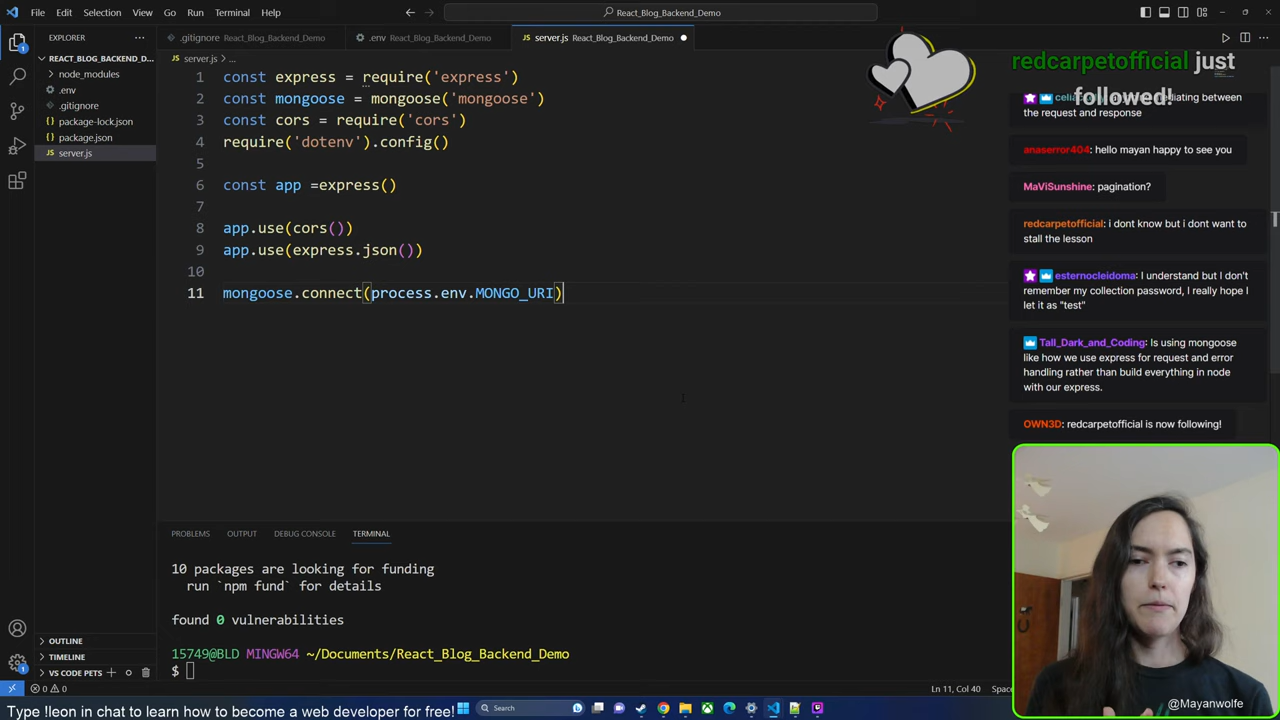 File Edit Selection View Go Run Terminal Help
React_Blog_Backend_Demo
EXPLORER
.gitignore React_Blog_Backend_Demo
.env React_Blog_Backend_Demo
server.js React_Blog_Backend_Demo
REACT_BLOG_BACKEND_D...
node_modules
.env
.gitignore
package-lock.json
package.json
server.js
server.js > ...
1 const express = require('express')
2 const mongoose = mongoose('mongoose')
3 const cors = require('cors')
4 require('dotenv').config()
5
6 const app =express()
7
8 app.use(cors())
9 app.use(express.json())
10
11 mongoose.connect(process.env.MONGO_URI)
redcarpetofficial just
followed!
the request and response
anaserror404: hello mayan happy to see you
MaViSunshine: pagination?
redcarpetofficial: i dont know but i dont want to
stall the lesson
esternocleidoma: I understand but I don't
remember my collection password, I really hope I
let it as "test"
Tall_Dark_and_Coding: Is using mongoose
like how we use express for request and error
handling rather than build everything in node
with our express.
OWN3D: redcarpetofficial is now following!
PROBLEMS OUTPUT DEBUG CONSOLE TERMINAL
10 packages are looking for funding
run `npm fund` for details
found 0 vulnerabilities
15749@BLD MINGW64 ~/Documents/React_Blog_Backend_Demo
$
OUTLINE
TIMELINE
VS CODE PETS
0 0
Ln 11, Col 40
Type !leon in chat to learn how to become a web developer for free!
Search
@Mayanwolfe